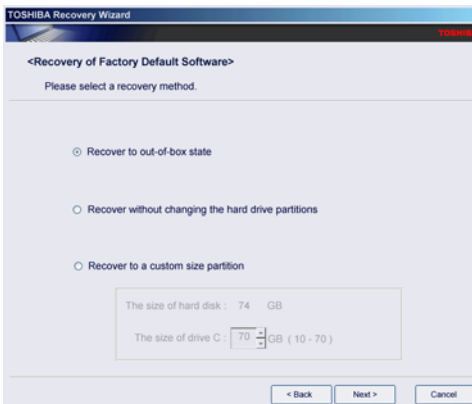 TOSHIBA Recovery Wizard
TOSHIBA
<Recovery of Factory Default Software>
Please select a recovery method.
Recover to out-of-box state
Recover without changing the hard drive partitions
Recover to a custom size partition
The size of hard disk : 74 GB
The size of drive C : 70 GB ( 10 - 70 )
< Back Next > Cancel